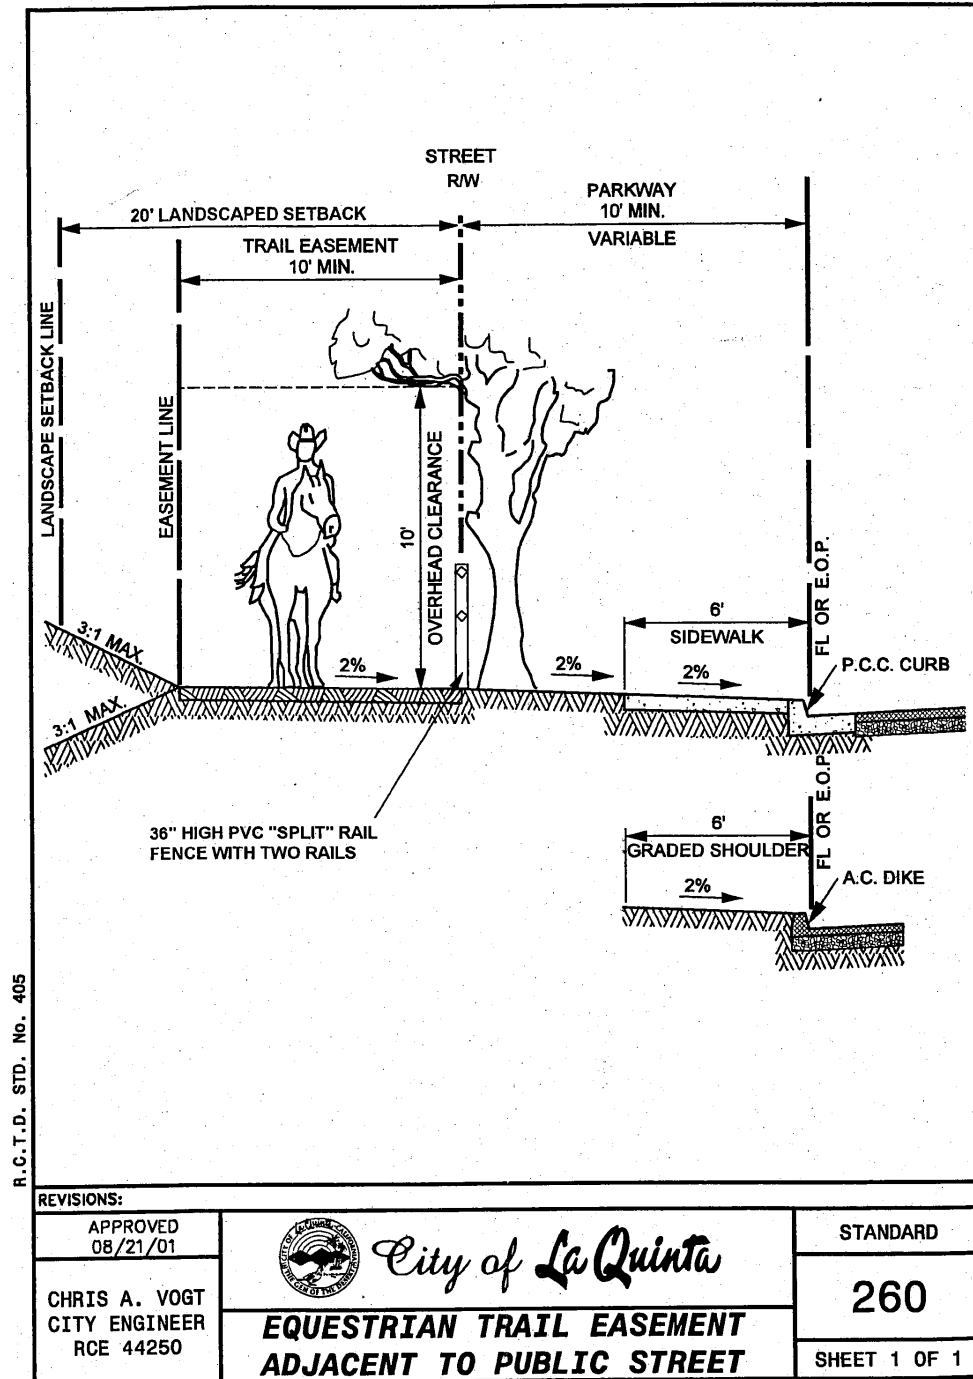 STREET
R/W
20' LANDSCAPED SETBACK
PARKWAY
10' MIN.
VARIABLE
TRAIL EASEMENT
10' MIN.
LANDSCAPE SETBACK LINE
EASEMENT LINE
10'
OVERHEAD CLEARANCE
FL OR E.O.P.
6'
SIDEWALK
3:1 MAX.
2%
2%
2%
P.C.C. CURB
3:1 MAX.
36" HIGH PVC "SPLIT" RAIL
FENCE WITH TWO RAILS
FL OR E.O.P.
6'
GRADED SHOULDER
2%
A.C. DIKE
R.C.T.D. STD. No. 405
REVISIONS:
APPROVED
08/21/01
CHRIS A. VOGT
CITY ENGINEER
RCE 44250
City of La Quinta
EQUESTRIAN TRAIL EASEMENT
ADJACENT TO PUBLIC STREET
STANDARD
260
SHEET 1 OF 1